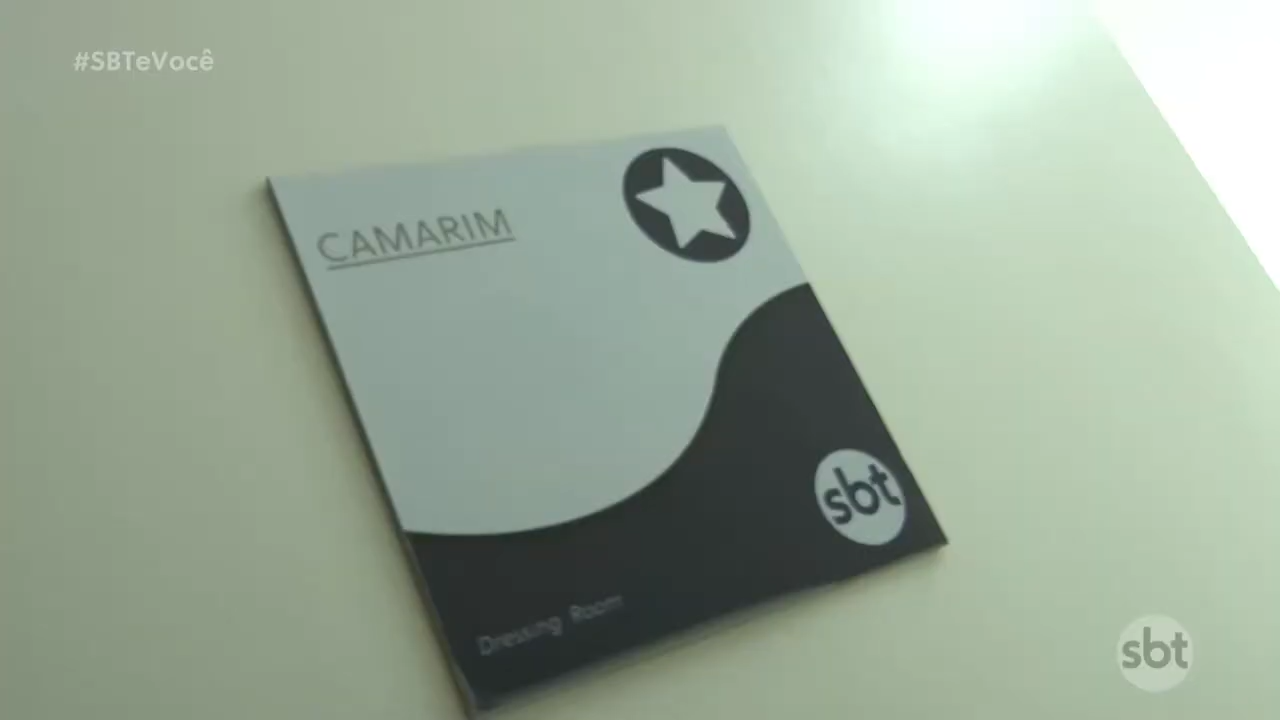 #SBTeVocê
CAMARIM
sbt
Dressing Room
sbt